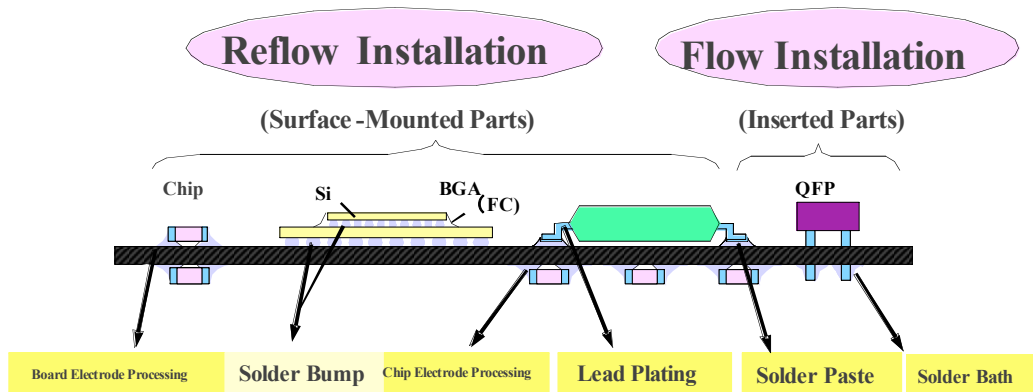 Reflow Installation
Flow Installation
(Surface -Mounted Parts)
(Inserted Parts)
Chip
Si
BGA
(FC)
QFP
Board Electrode Processing
Solder Bump
Chip Electrode Processing
Lead Plating
Solder Paste
Solder Bath